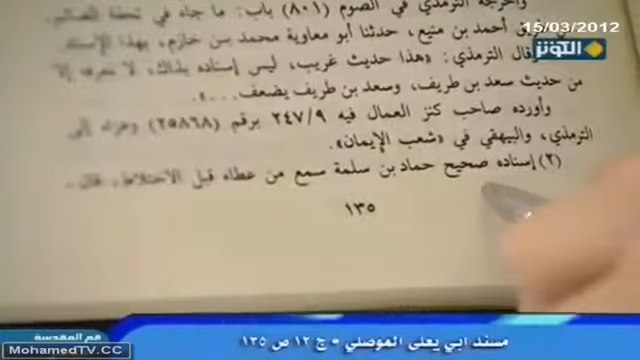 وأخرجه الترمذي في الصوم (٨٠١) باب: ما جاء في تحفة الصائم
15/03/2012
الكوثر
أحمد بن منيع، حدثنا أبو معاوية محمد بن خازم، بهذا الإسناد
وقال الترمذي: «هذا حديث غريب، ليس إسناده بذاك، لا نعرفه إلا
من حديث سعد بن طريف، وسعد بن طريف يضعف...».
وأورده صاحب كنز العمال فيه ٢٤٧/٩ برقم (٢٥٨٦٨) وعزاه إلى
الترمذي، والبيهقي في «شعب الإيمان».
(٢) إسناده صحيح حماد بن سلمة سمع من عطاء قبل الاختلاط، قال
١٣٥
قم المقدسة
مسند ابي يعلى الموصلي • ج ١٢ ص ١٣٥
MohamedTV.CC